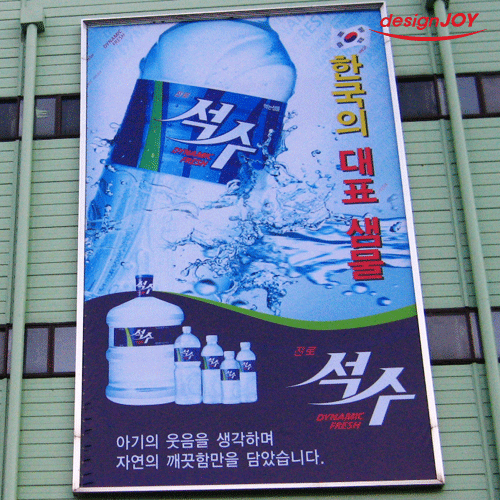 designJOY
한국의 대표 샘물
진로
석수
DYNAMIC
FRESH
진로
석수
DYNAMIC
FRESH
아기의 웃음을 생각하며
자연의 깨끗함만을 담았습니다.